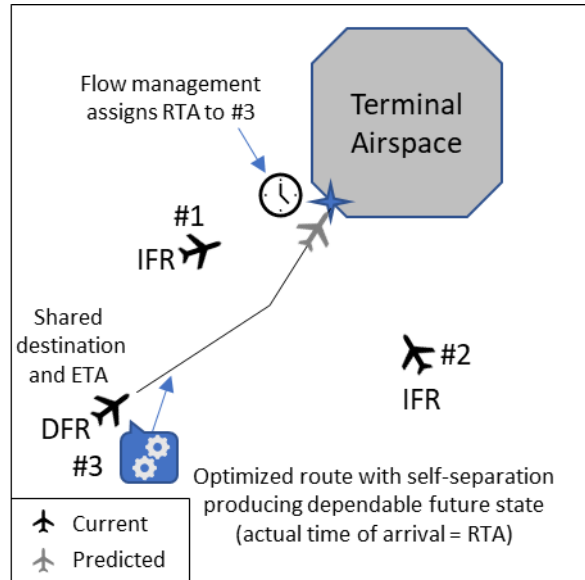 Flow management
assigns RTA to #3
Terminal
Airspace
#1
IFR
Shared
destination
and ETA
#2
IFR
DFR
#3
Optimized route with self-separation
producing dependable future state
(actual time of arrival = RTA)
Current
Predicted